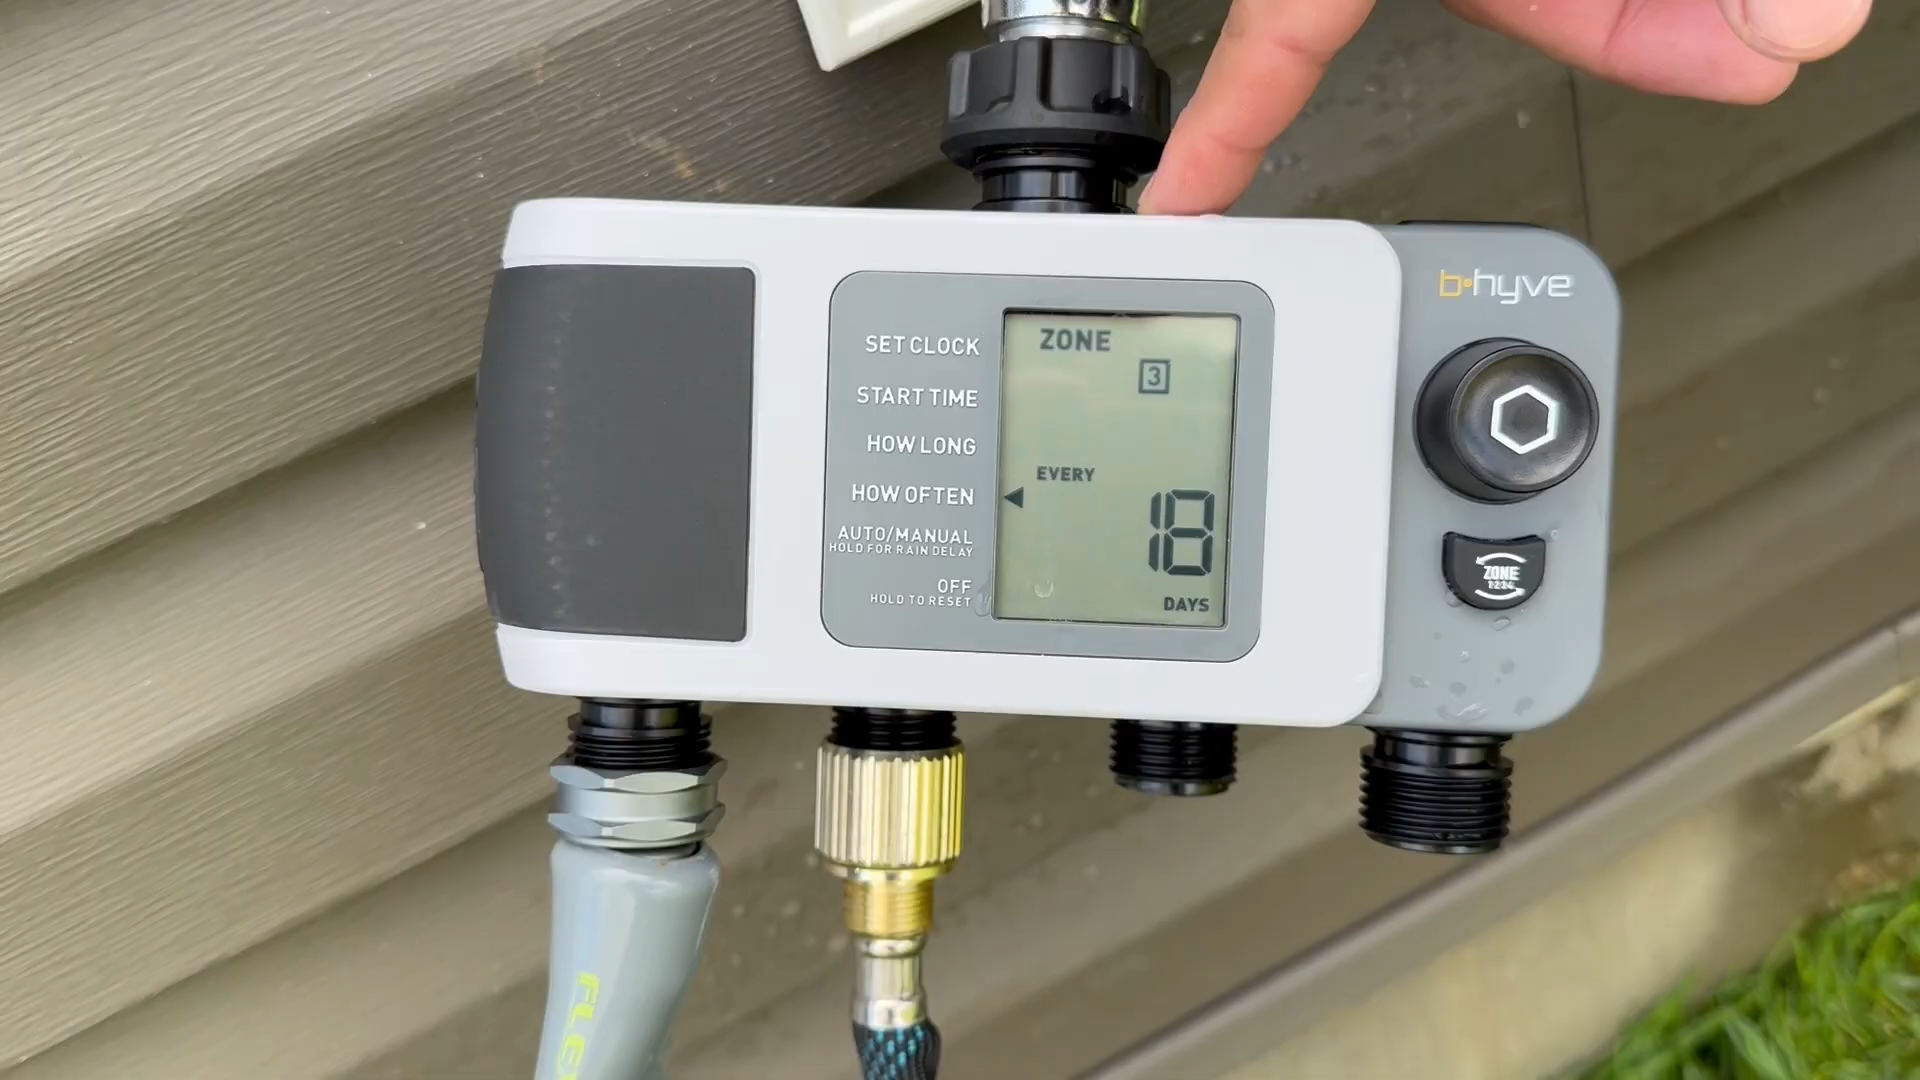 b•hyve
SET CLOCK
START TIME
HOW LONG
HOW OFTEN
AUTO/MANUAL
HOLD FOR RAIN DELAY
OFF
HOLD TO RESET
ZONE
3
EVERY
18
DAYS
ZONE
1·2·3·4
FLE